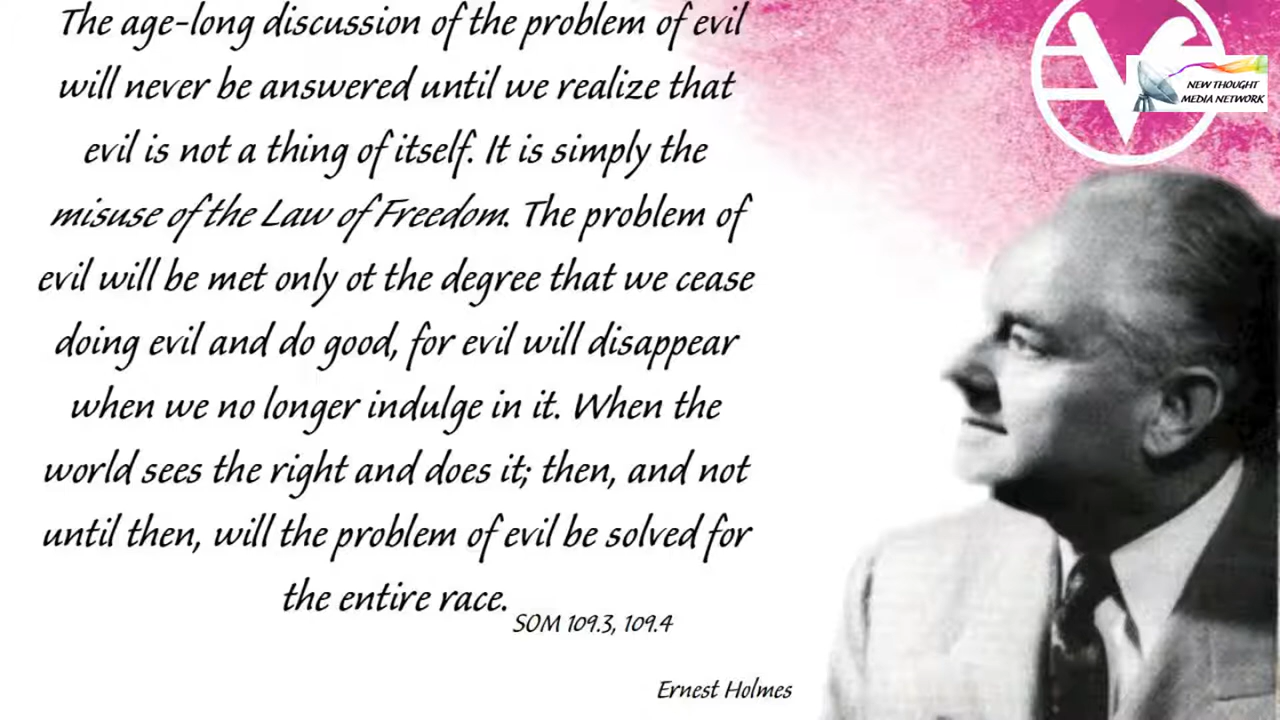 The age-long discussion of the problem of evil
will never be answered until we realize that
evil is not a thing of itself. It is simply the
misuse of the Law of Freedom. The problem of
evil will be met only ot the degree that we cease
doing evil and do good, for evil will disappear
when we no longer indulge in it. When the
world sees the right and does it; then, and not
until then, will the problem of evil be solved for
the entire race.
SOM 109.3, 109.4
Ernest Holmes
NEW THOUGHT
MEDIA NETWORK